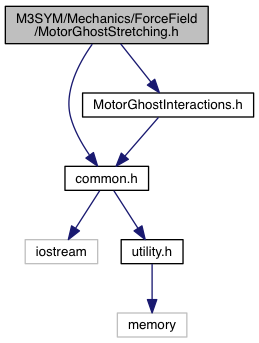 M3SYM/Mechanics/ForceField
/MotorGhostStretching.h
MotorGhostInteractions.h
common.h
iostream
utility.h
memory